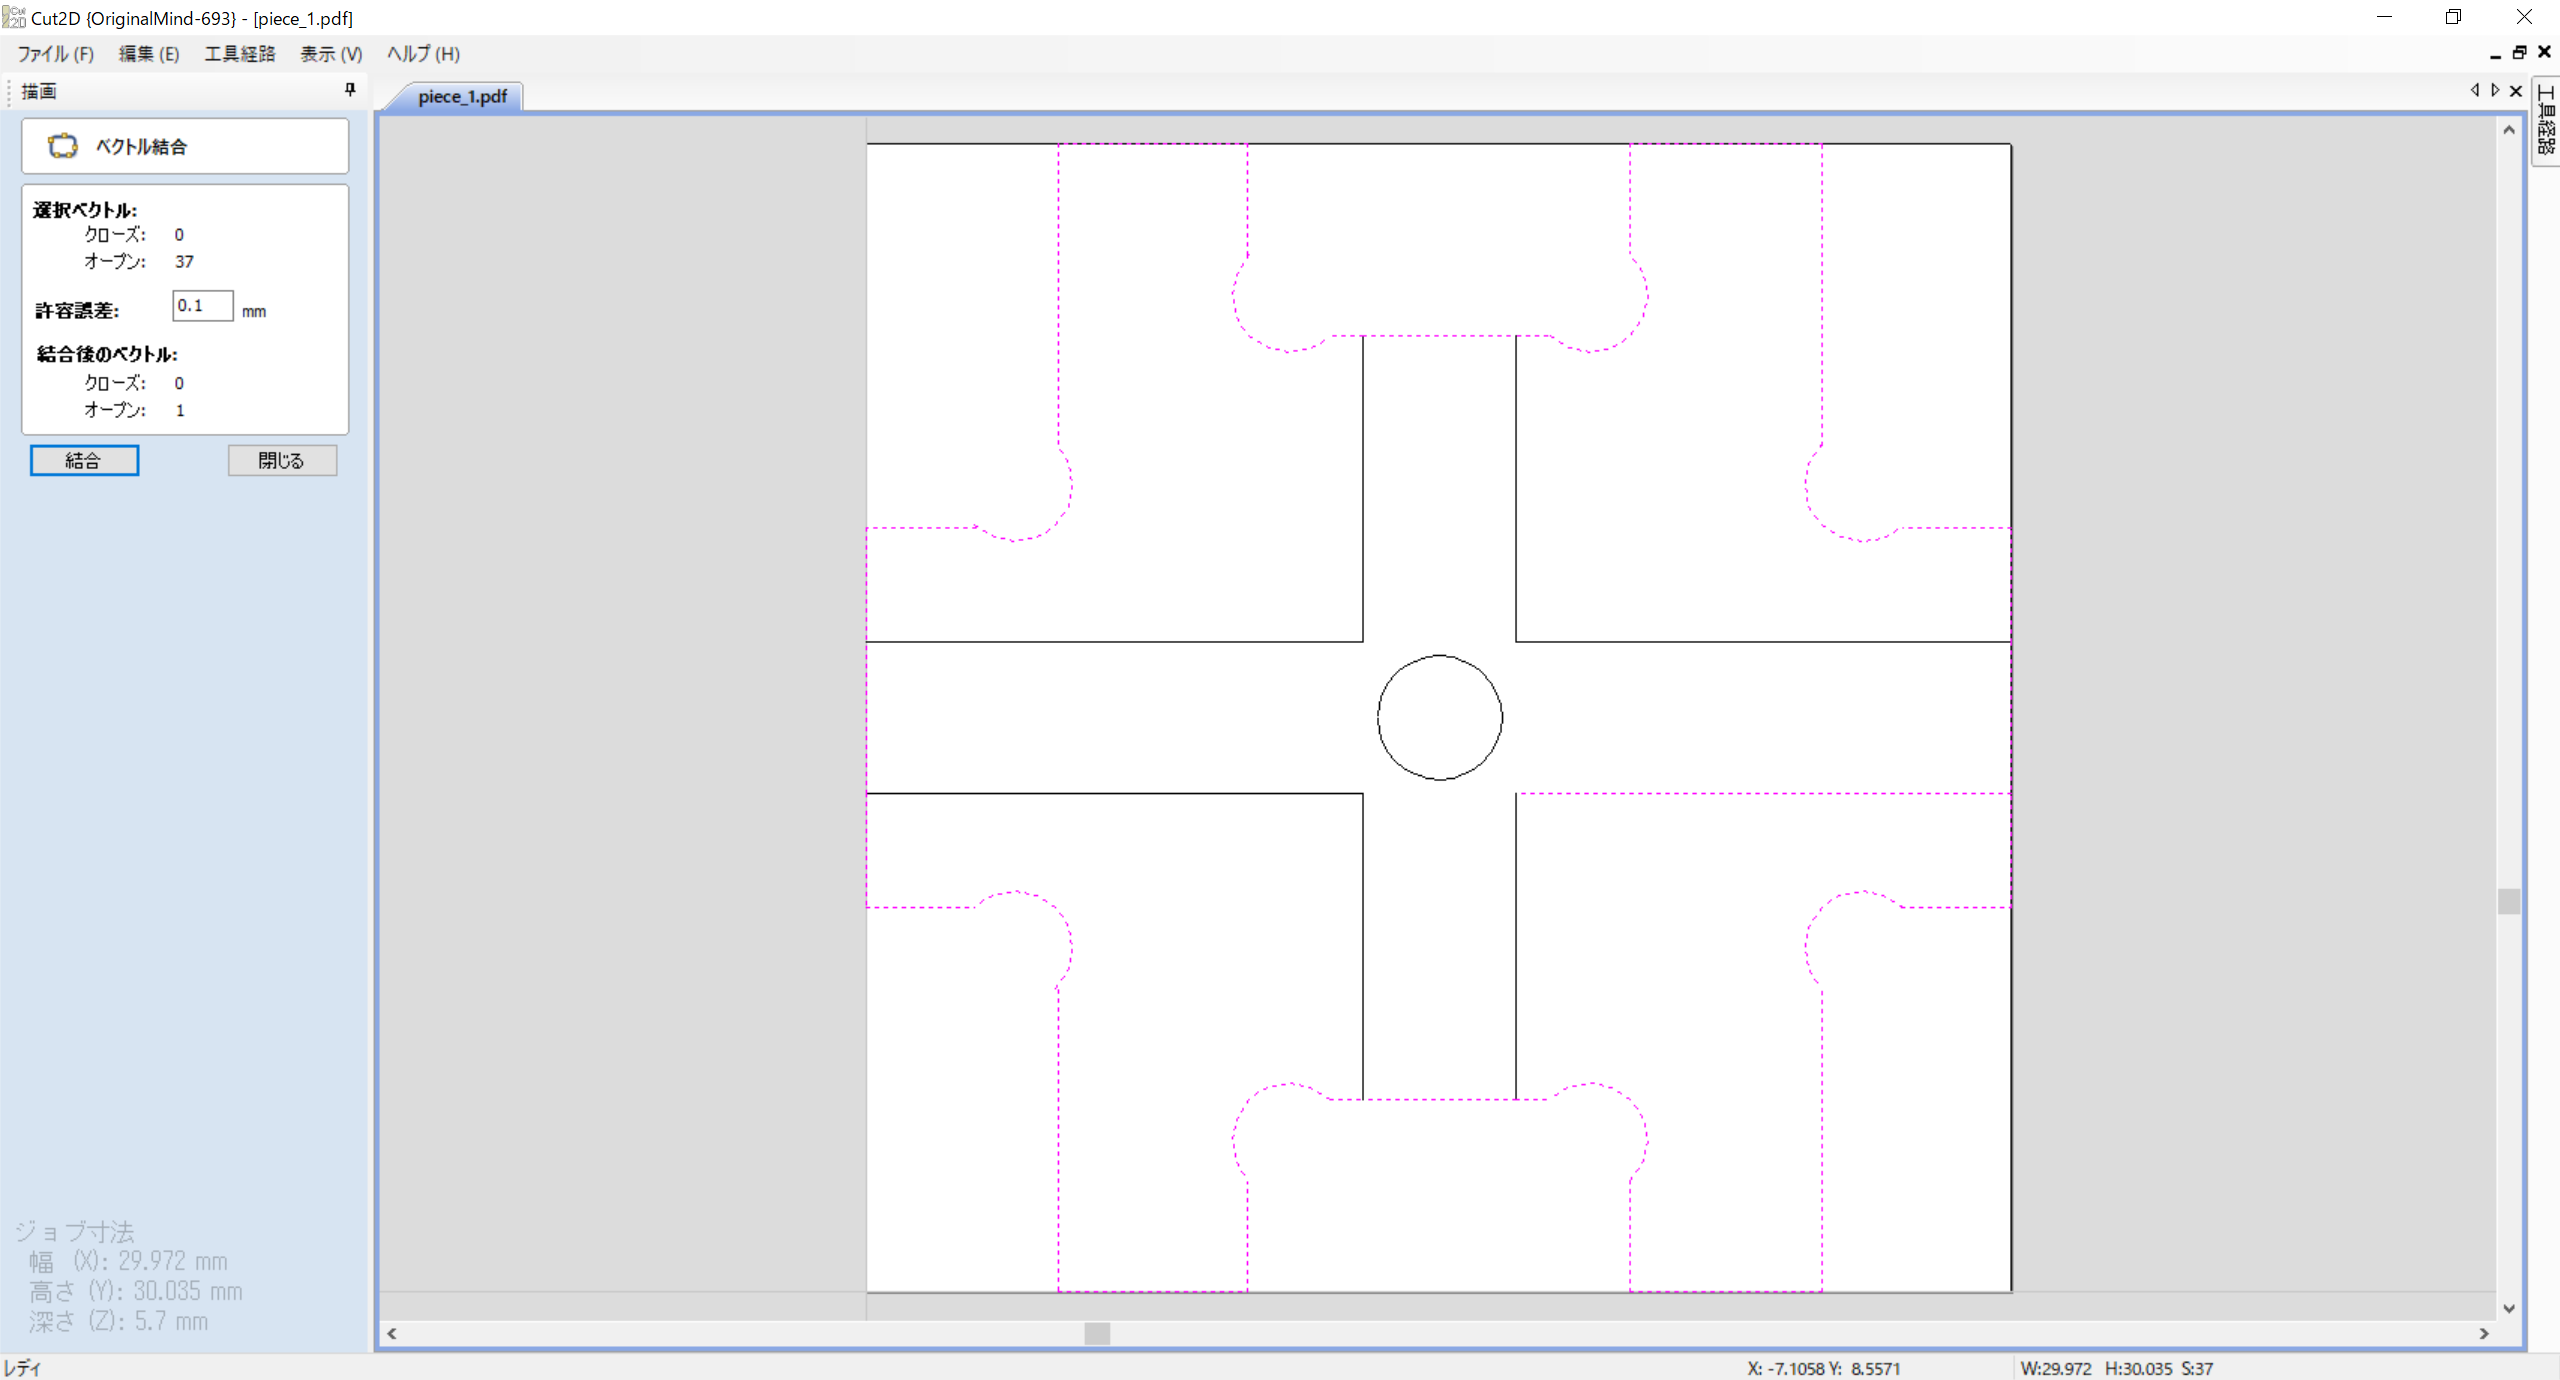 Cut2D {OriginalMind-693} - [piece_1.pdf]
ファイル (F) 編集 (E) 工具経路 表示 (V) ヘルプ (H)
描画
piece_1.pdf
工具経路
ベクトル結合
選択ベクトル:
クローズ: 0
オープン: 37
許容誤差: 0.1 mm
結合後のベクトル:
クローズ: 0
オープン: 1
結合 閉じる
ジョブ寸法
幅 (X): 29.972 mm
高さ (Y): 30.035 mm
深さ (Z): 5.7 mm
レディ X: -7.1058 Y: 8.5571 W:29.972 H:30.035 S:37